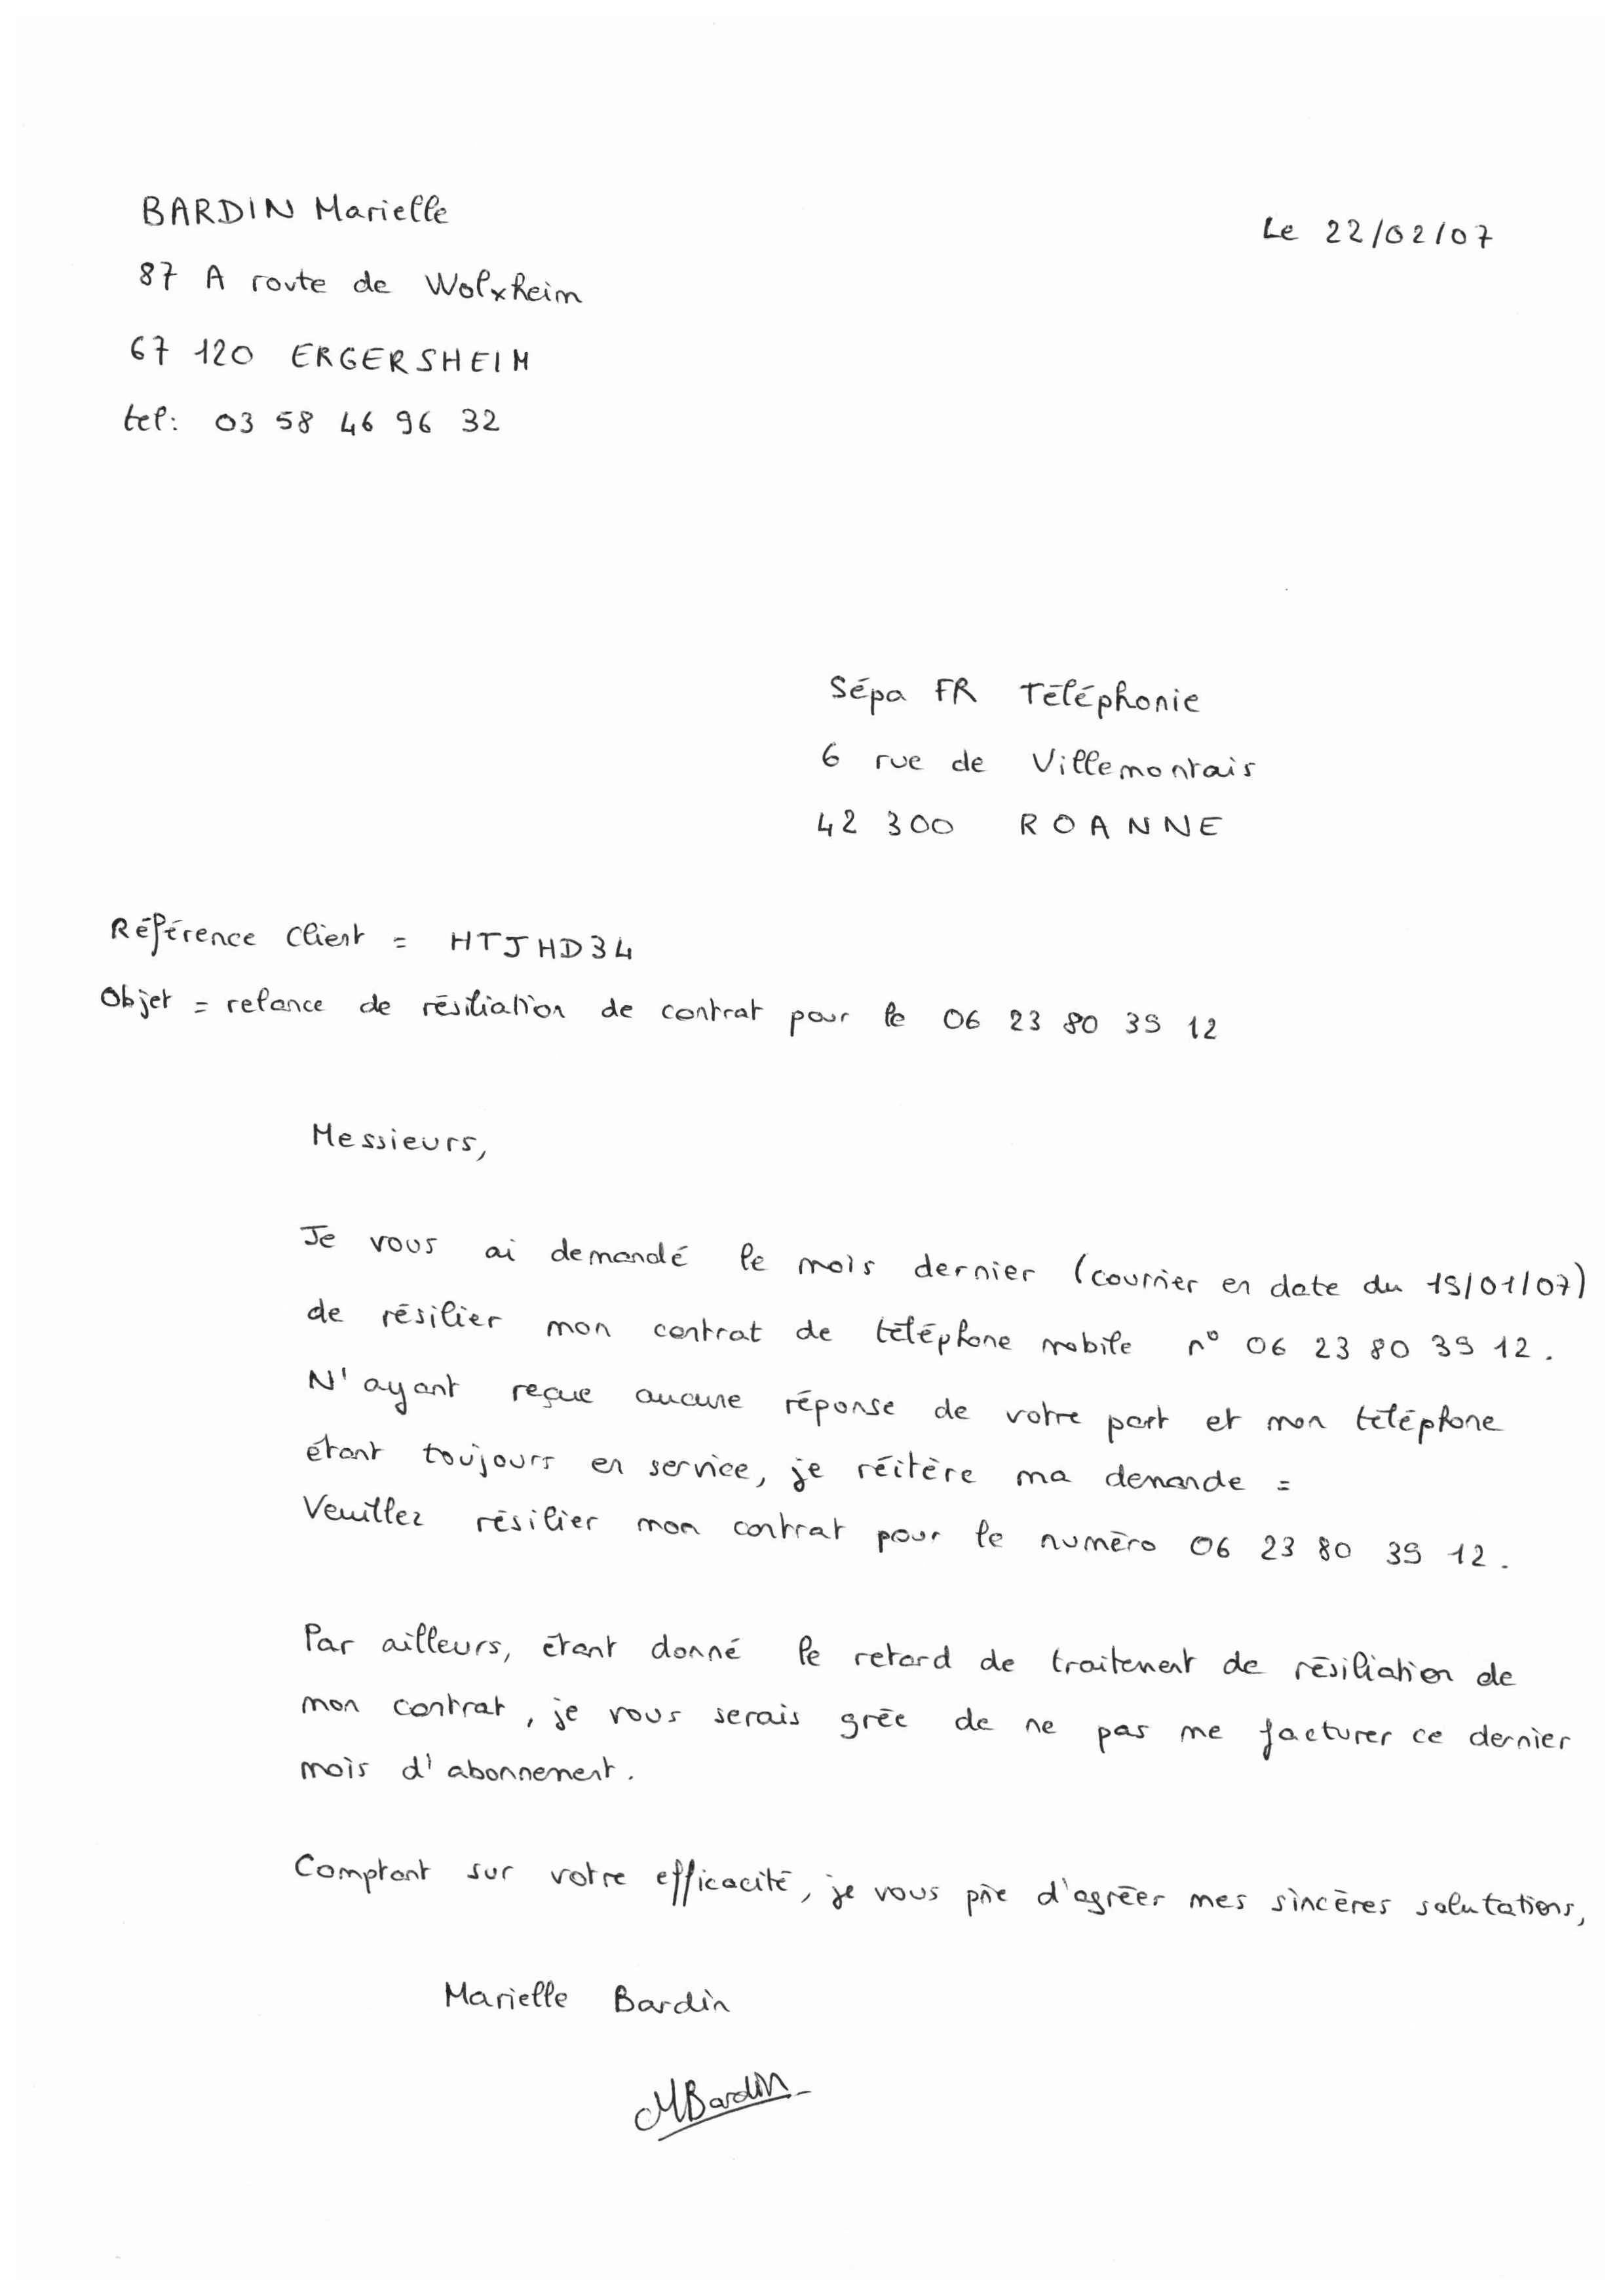 BARDIN Marielle
Le 22/02/07
87 A route de Wolxheim
67 120 ERGERSHEIM
tel: 03 58 46 96 32
Sépa FR Téléphonie
6 rue de Villemontais
42 300 ROANNE
Référence client = HTJHD34
Objet = relance de résiliation de contrat pour le 06 23 80 39 12
Messieurs,
Je vous ai demandé le mois dernier (courrier en date du 19/01/07)
de résilier mon contrat de téléphone mobile n° 06 23 80 39 12.
N'ayant reçue aucune réponse de votre part et mon téléphone
étant toujours en service, je réitère ma demande =
Veuillez résilier mon contrat pour le numéro 06 23 80 39 12.
Par ailleurs, étant donné le retard de traitement de résiliation de
mon contrat, je vous serais grée de ne pas me facturer ce dernier
mois d'abonnement.
Comptant sur votre efficacité, je vous prie d'agréer mes sincères salutations,
Marielle Bardin
MBardin